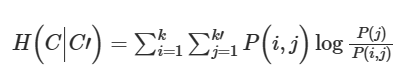 H(C|C′) = ∑_{i=1}^{k} ∑_{j=1}^{k′} P(i, j) log P(j)/P(i,j)